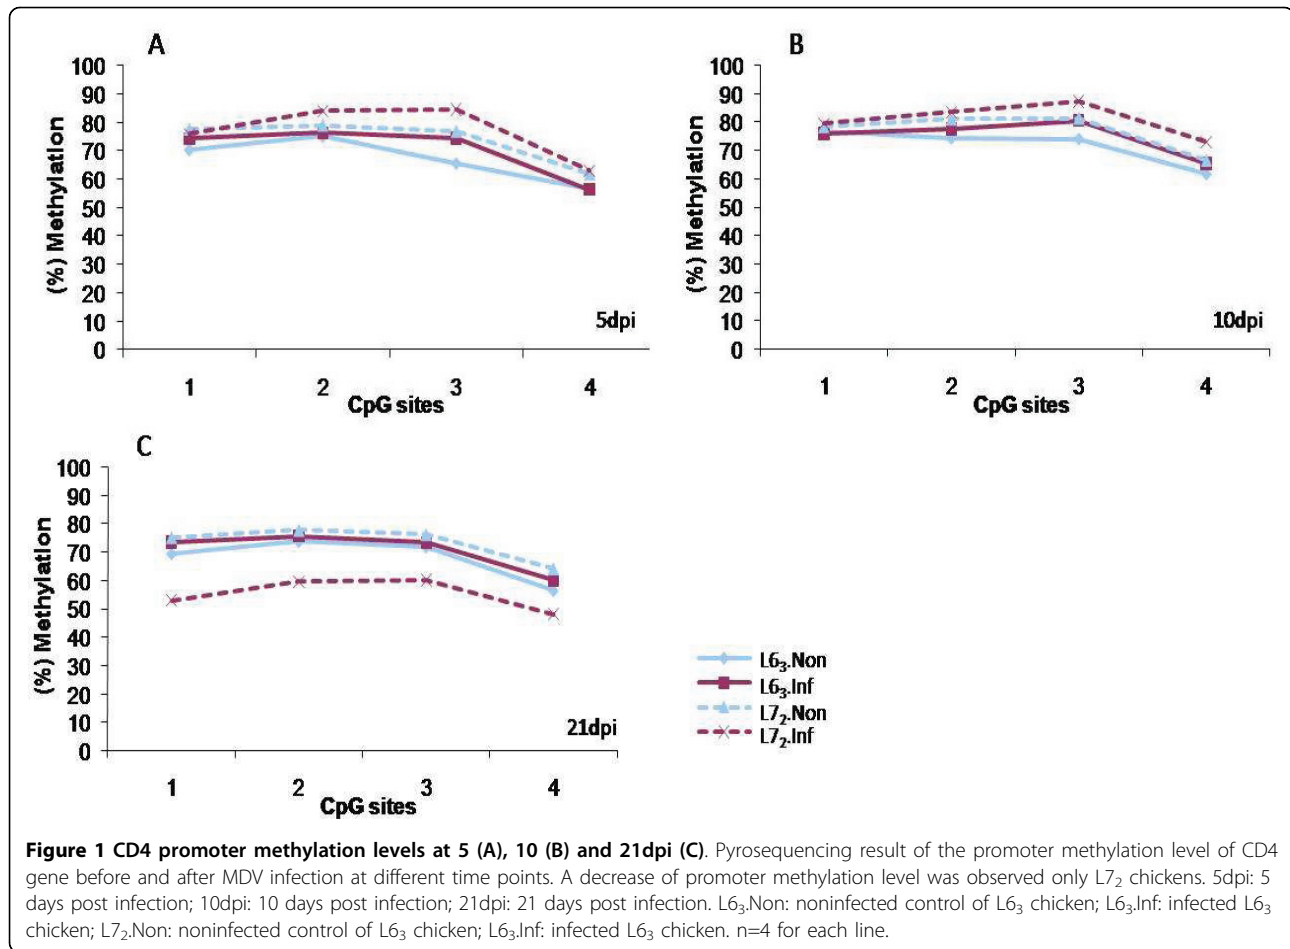 A
100
90
80
70
60
50
40
30
20
10
0
(%) Methylation
5dpi
1 2 3 4
CpG sites
B
100
90
80
70
60
50
40
30
20
10
0
(%) Methylation
10dpi
1 2 3 4
CpG sites
C
100
90
80
70
60
50
40
30
20
10
0
(%) Methylation
21dpi
1 2 3 4
CpG sites
L6₃.Non
L6₃.Inf
L7₂.Non
L7₂.Inf
Figure 1 CD4 promoter methylation levels at 5 (A), 10 (B) and 21dpi (C). Pyrosequencing result of the promoter methylation level of CD4
gene before and after MDV infection at different time points. A decrease of promoter methylation level was observed only L7₂ chickens. 5dpi: 5
days post infection; 10dpi: 10 days post infection; 21dpi: 21 days post infection. L6₃.Non: noninfected control of L6₃ chicken; L6₃.Inf: infected L6₃
chicken; L7₂.Non: noninfected control of L6₃ chicken; L6₃.Inf: infected L6₃ chicken. n=4 for each line.